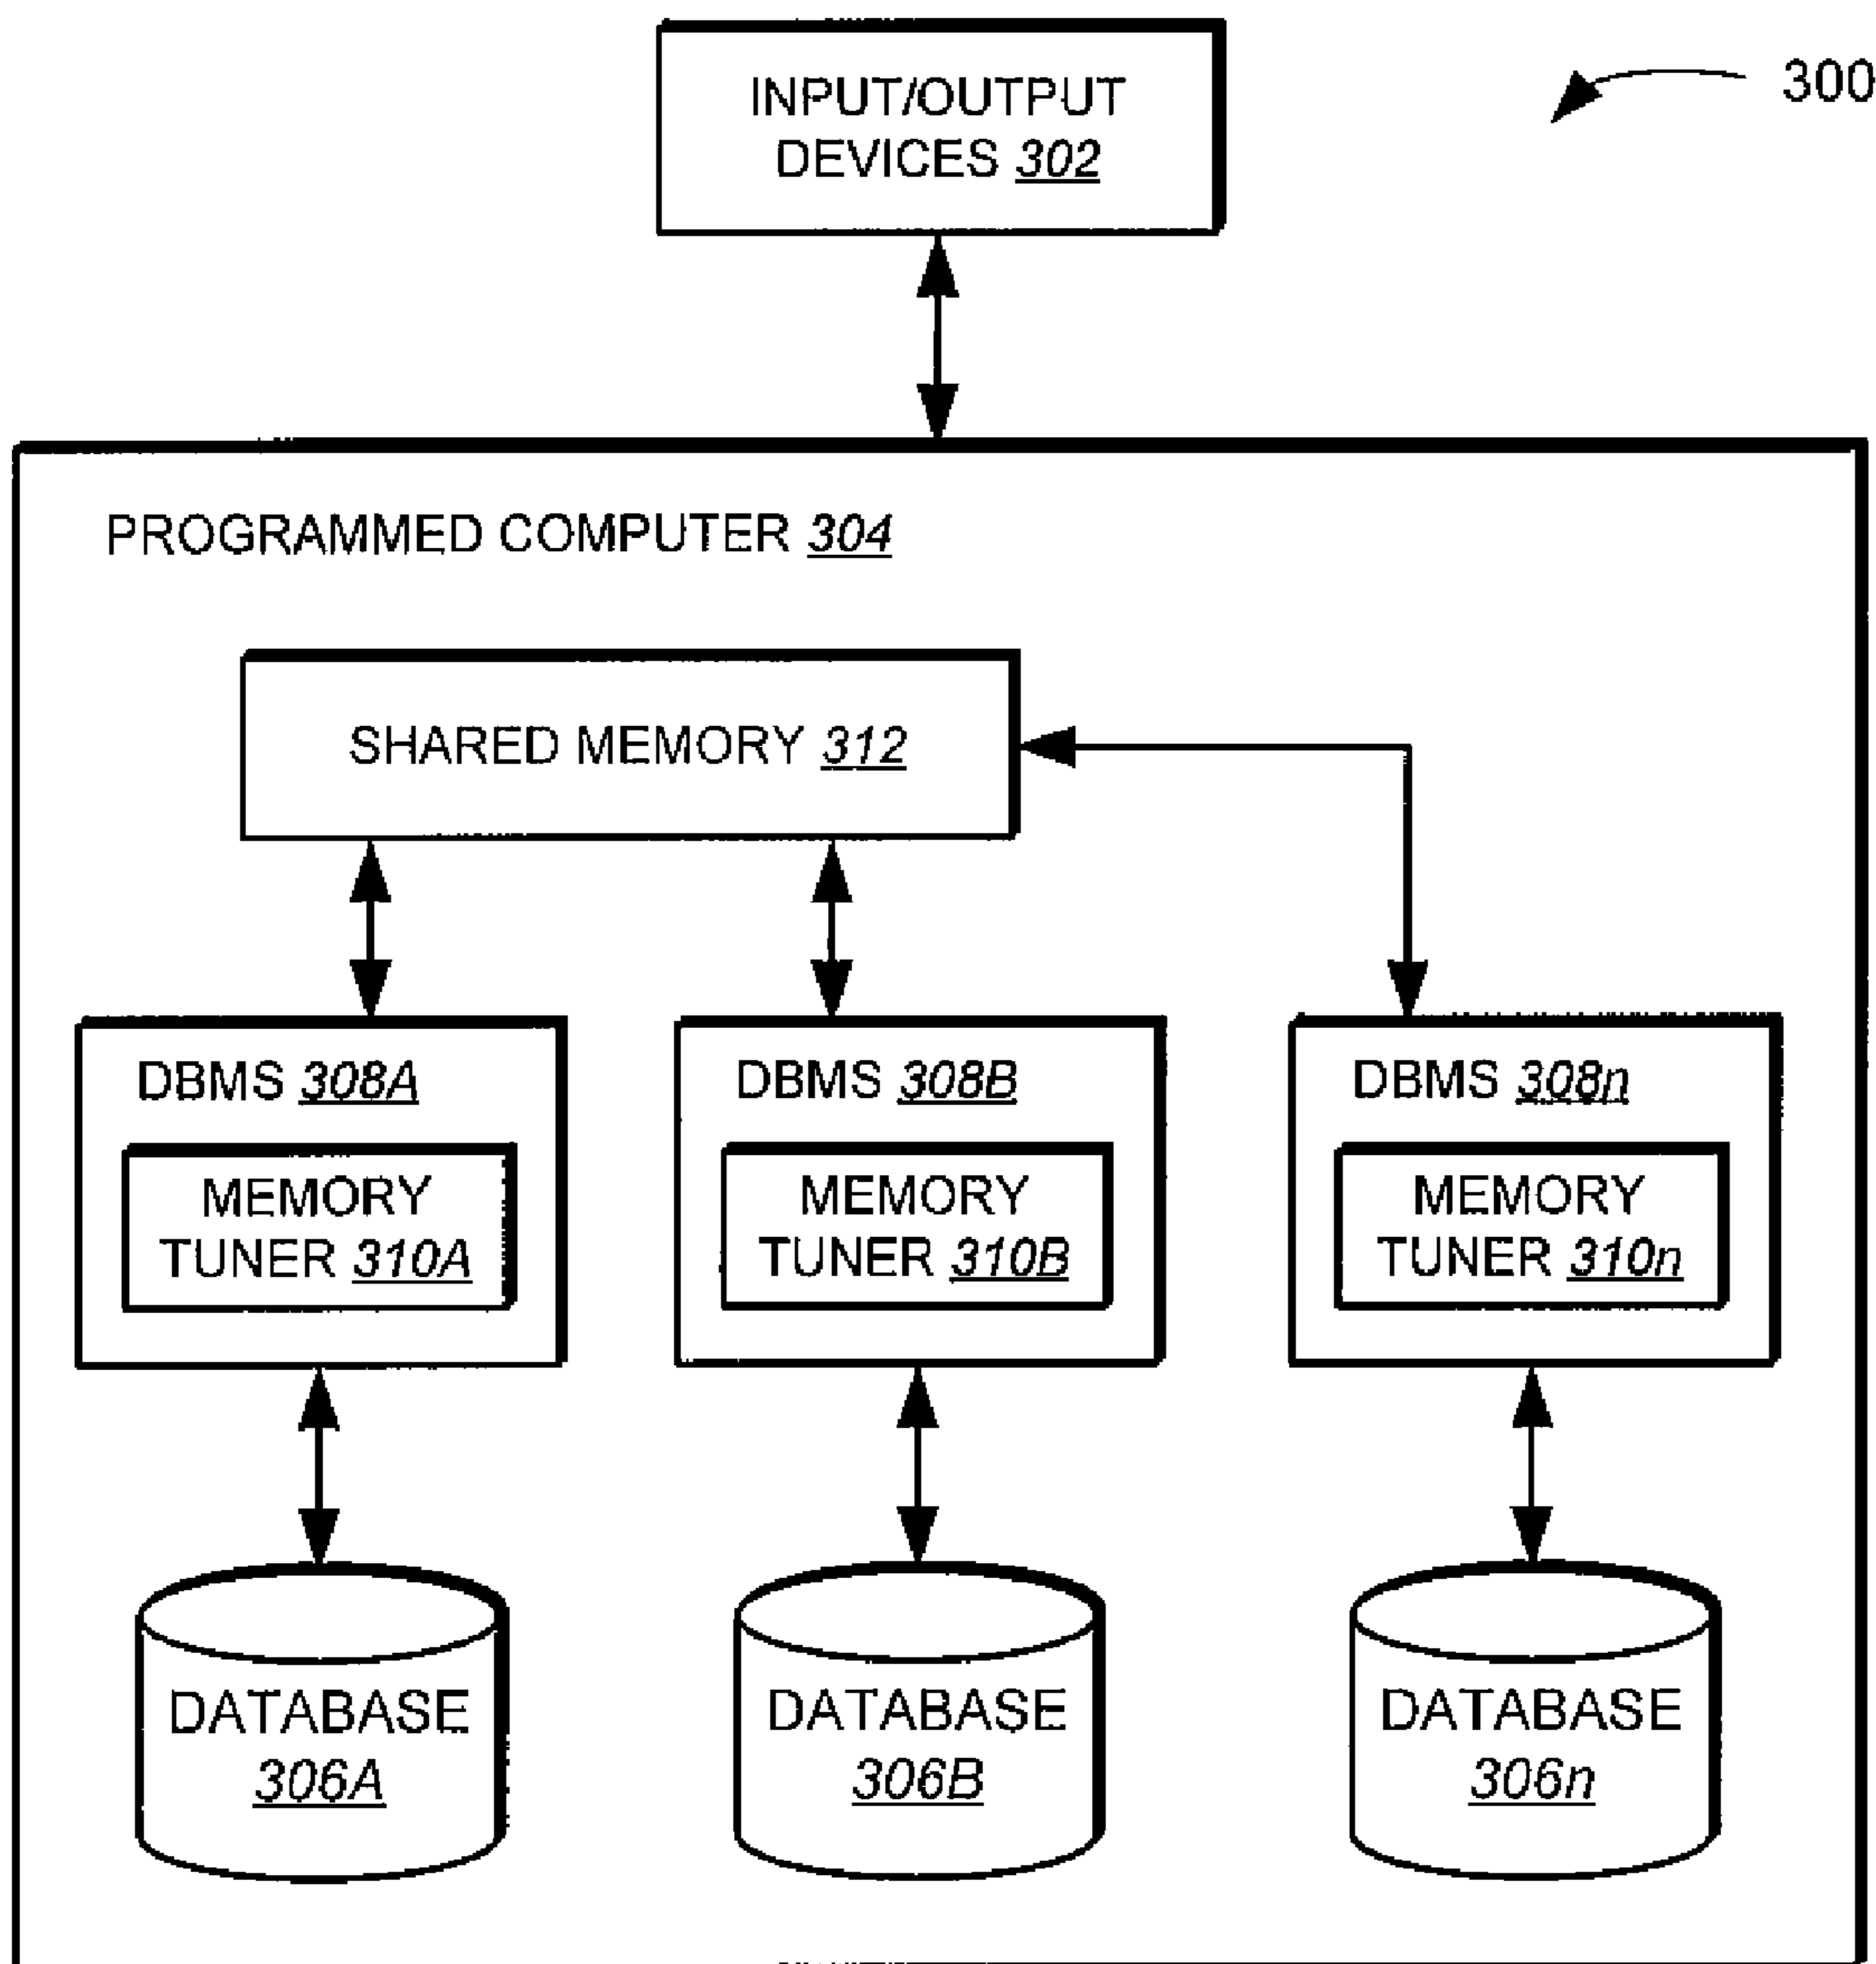 INPUT/OUTPUT
DEVICES 302
300
PROGRAMMED COMPUTER 304
SHARED MEMORY 312
DBMS 308A
MEMORY
TUNER 310A
DBMS 308B
MEMORY
TUNER 310B
DBMS 308n
MEMORY
TUNER 310n
DATABASE
306A
DATABASE
306B
DATABASE
306n